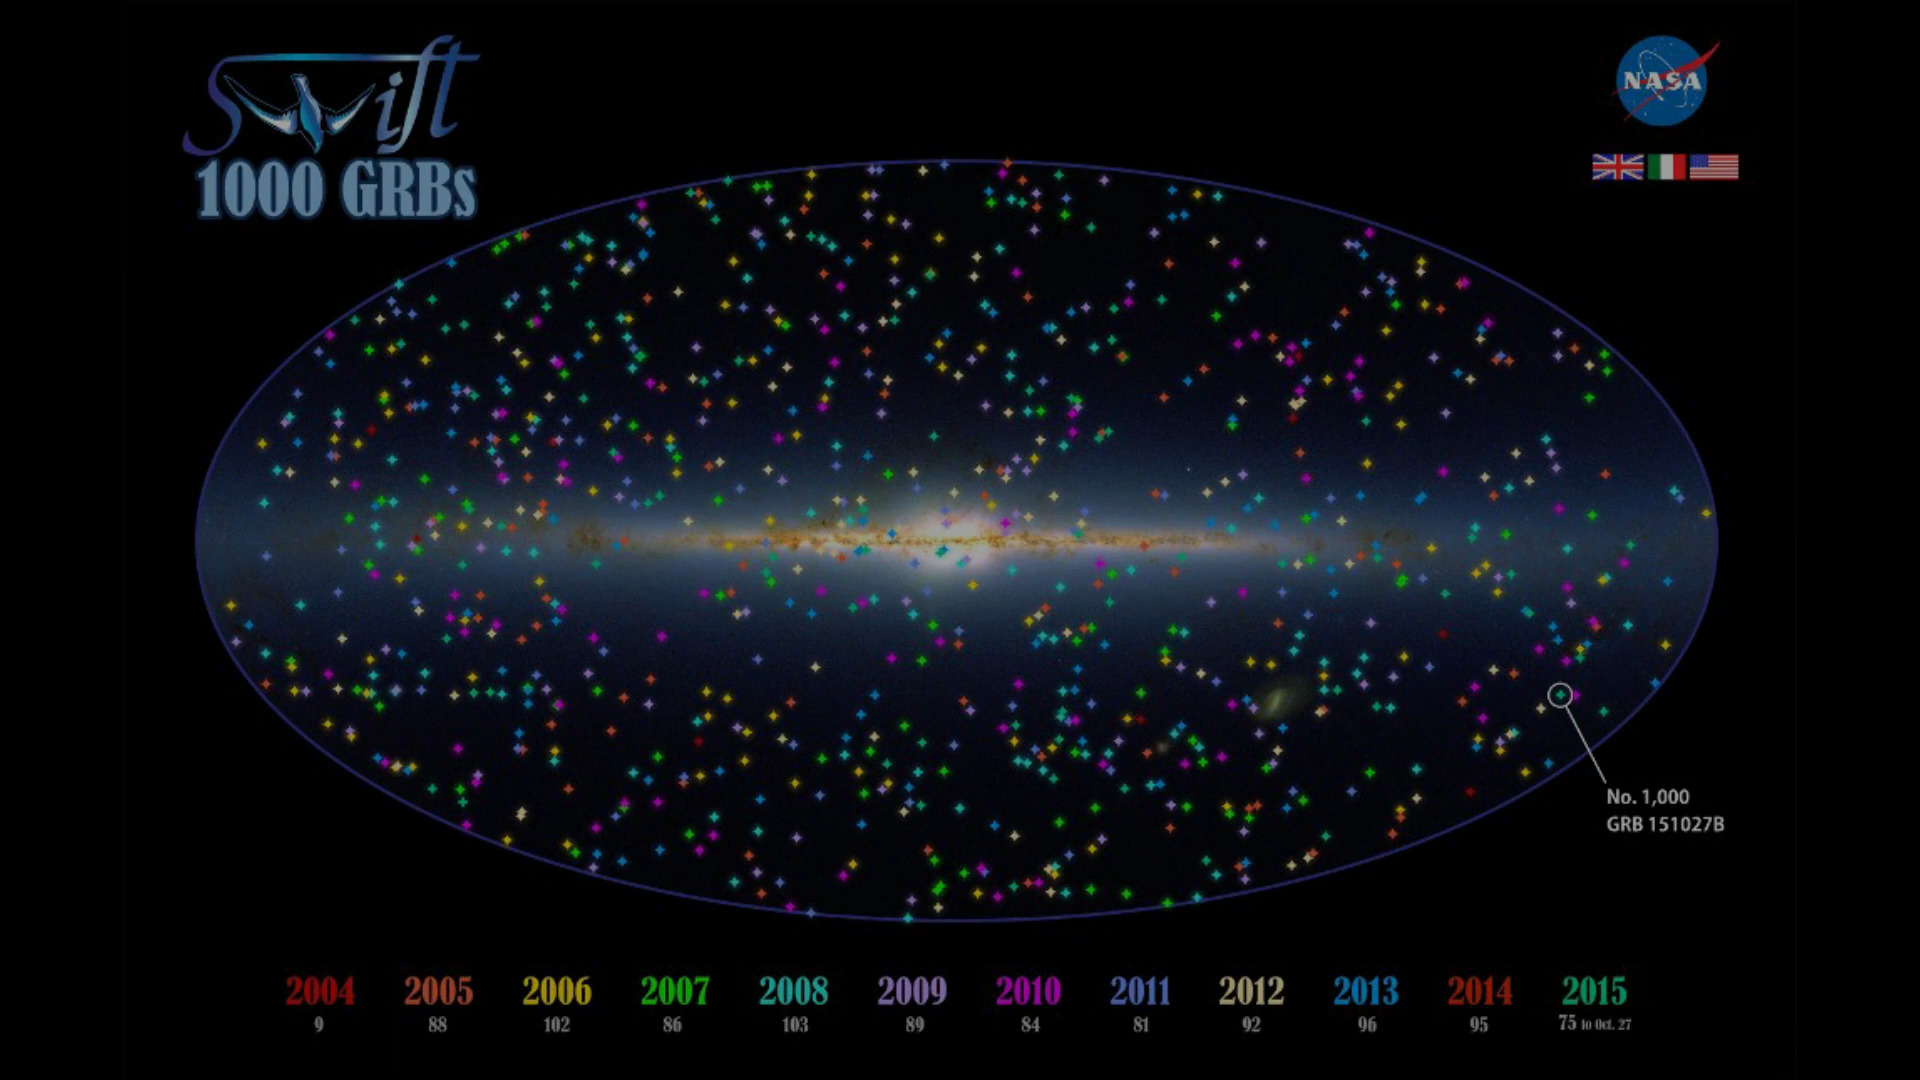 Swift
1000 GRBs
NASA
No. 1,000
GRB 151027B
2004 2005 2006 2007 2008 2009 2010 2011 2012 2013 2014 2015
9 88 102 86 103 89 84 81 92 96 95 75 to Oct. 27